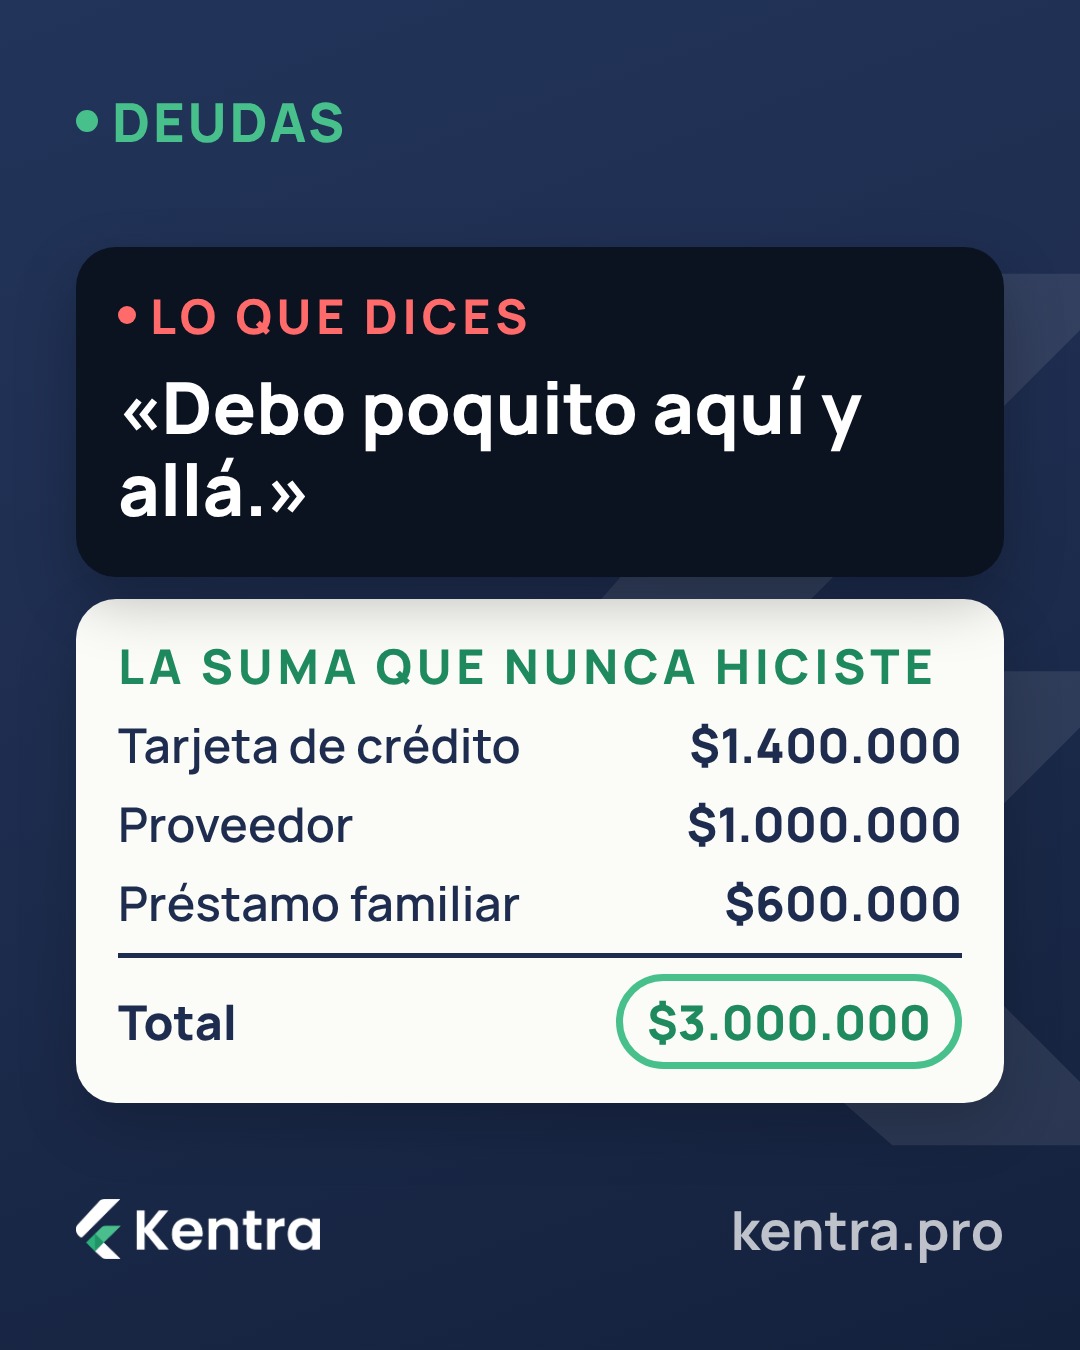 DEUDAS
LO QUE DICES
«Debo poquito aquí y
allá.»
LA SUMA QUE NUNCA HICISTE
Tarjeta de crédito $1.400.000
Proveedor $1.000.000
Préstamo familiar $600.000
Total $3.000.000
Kentra kentra.pro